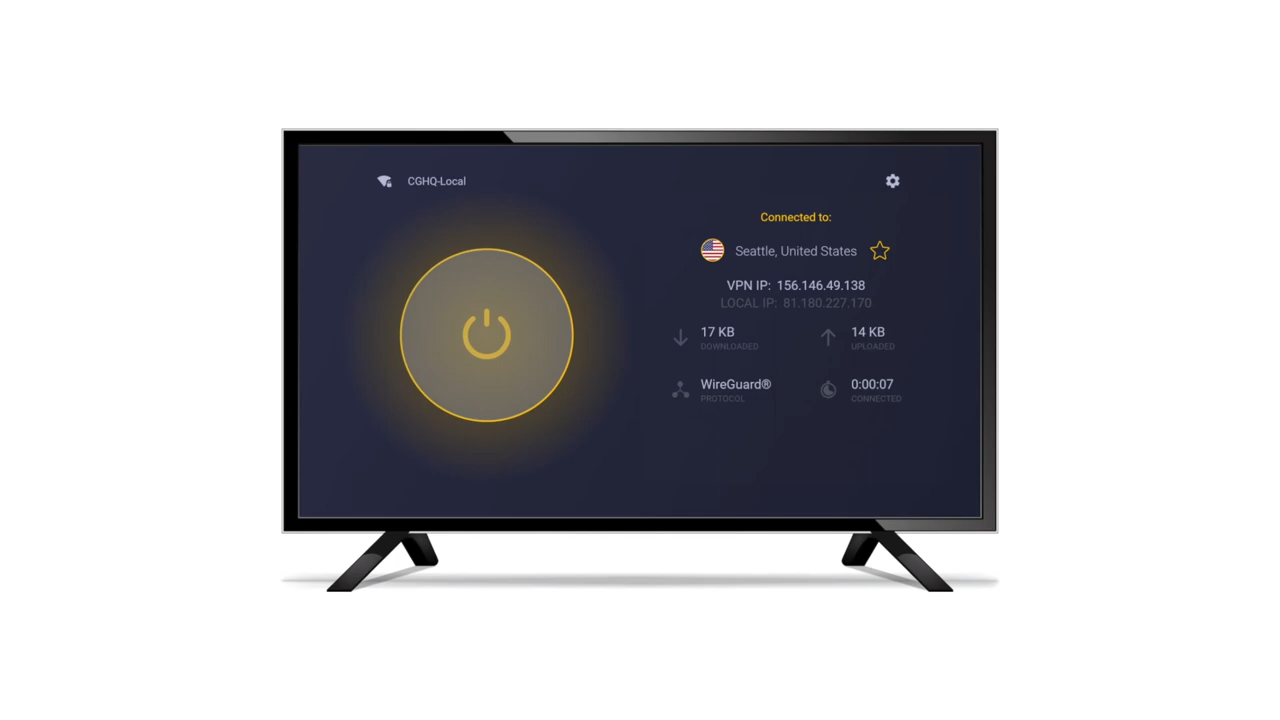 CGHQ-Local
Connected to:
Seattle, United States
VPN IP: 156.146.49.138
LOCAL IP: 81.180.227.170
17 KB
DOWNLOADED
14 KB
UPLOADED
WireGuard®
PROTOCOL
0:00:07
CONNECTED